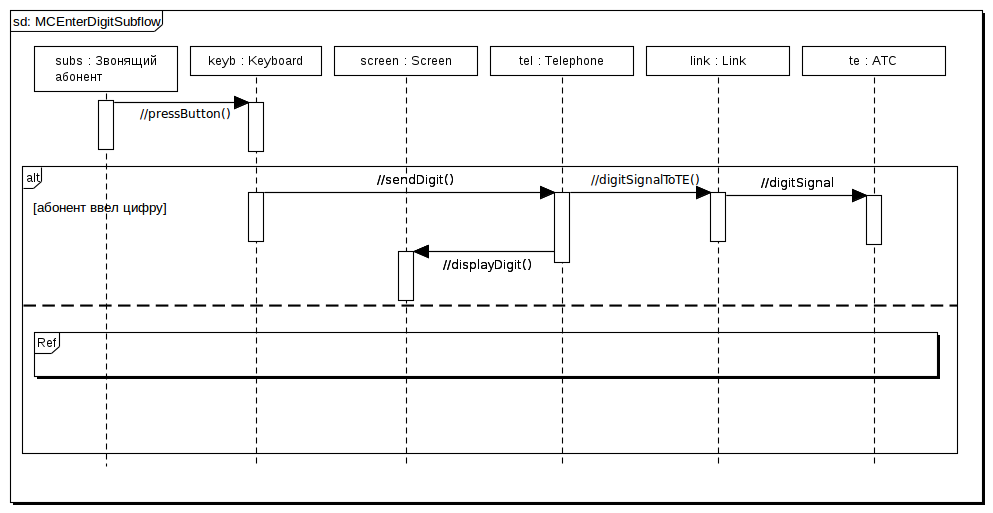 sd: MCEnterDigitSubflow
subs : Звонящий
абонент
keyb : Keyboard
screen : Screen
tel : Telephone
link : Link
te : ATC
//pressButton()
alt
[абонент ввел цифру]
//sendDigit()
//digitSignalToTE()
//digitSignal
//displayDigit()
Ref